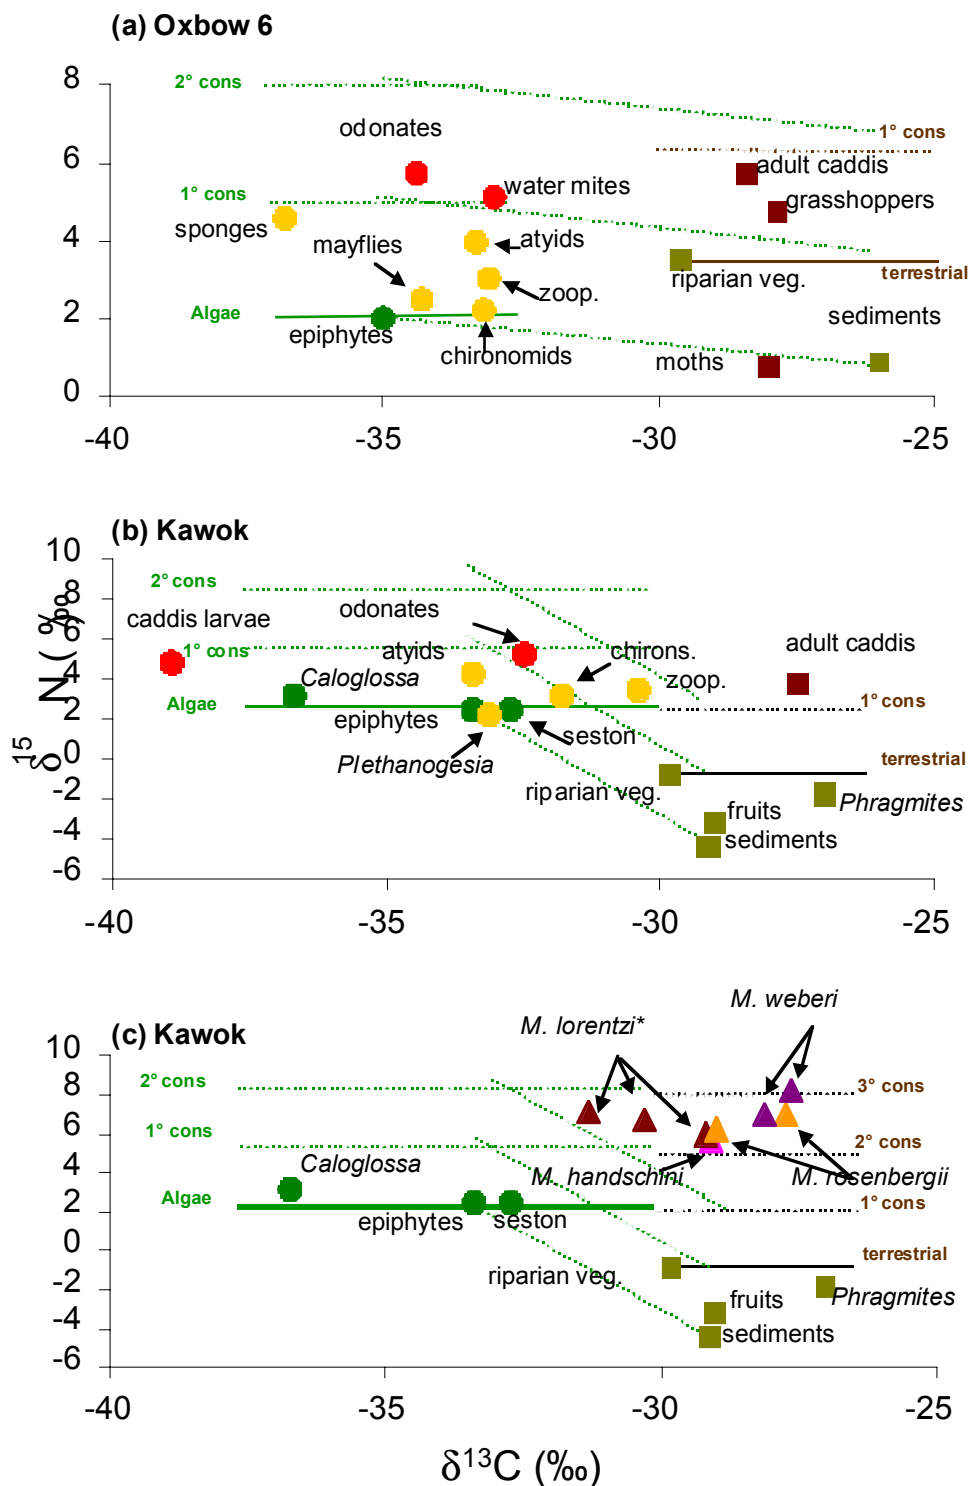 (a) Oxbow 6
8
2° cons
1° cons
odonates
6
adult caddis
water mites
grasshoppers
1° cons
sponges
atyids
4
mayflies
riparian veg.
terrestrial
zoop.
Algae
sediments
2
epiphytes
chironomids
moths
0
-40
-35
-30
-25
(b) Kawok
10
2° cons
8
odonates
caddis larvae
adult caddis
6
1° cons
atyids
chirons.
4
Caloglossa
zoop.
Algae
1° cons
2
epiphytes
seston
0
Plethanogesia
terrestrial
riparian veg.
-2
fruits
Phragmites
-4
sediments
-6
-40
-35
-30
-25
δ15N (‰)
(c) Kawok
M. weberi
M. lorentzi*
10
2° cons
3° cons
8
1° cons
6
2° cons
4
Caloglossa
M. handschini
M. rosenbergii
Algae
1° cons
2
epiphytes
seston
0
terrestrial
riparian veg.
-2
fruits
Phragmites
-4
sediments
-6
-40
-35
-30
-25
δ13C (‰)